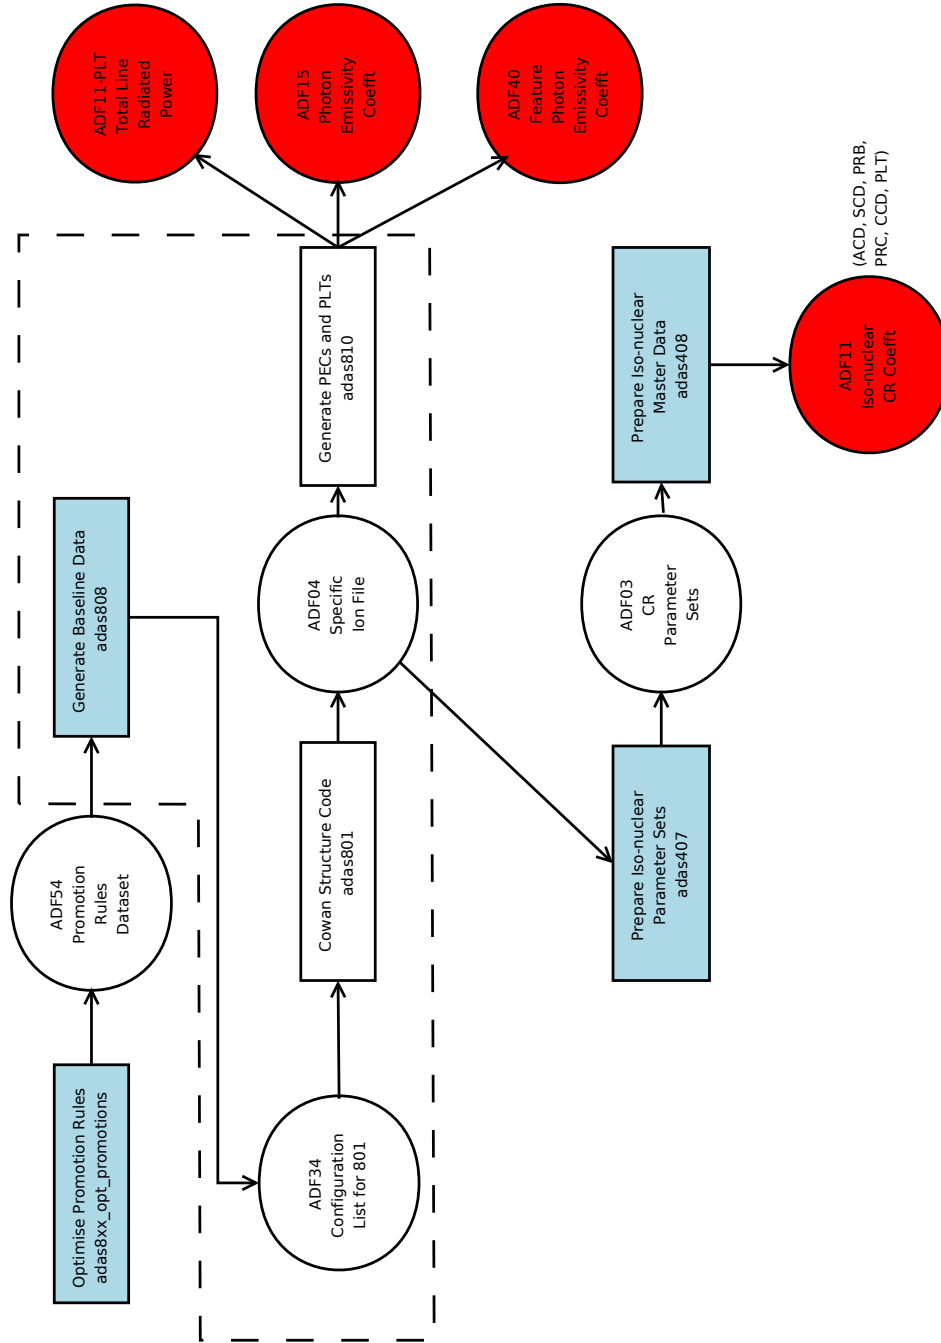 Optimise Promotion Rules
adas8xx_opt_promotions
ADF54
Promotion
Rules
Dataset
Generate Baseline Data
adas808
ADF34
Configuration
List for 801
Cowan Structure Code
adas801
ADF04
Specific
Ion File
Generate PECs and PLTs
adas810
ADF11-PLT
Total Line
Radiated
Power
ADF15
Photon
Emissivity
Coefft
ADF40
Feature
Photon
Emissivity
Coefft
Prepare Iso-nuclear
Parameter Sets
adas407
ADF03
CR
Parameter
Sets
Prepare Iso-nuclear
Master Data
adas408
ADF11
Iso-nuclear
CR Coefft
(ACD, SCD, PRB,
PRC, CCD, PLT)